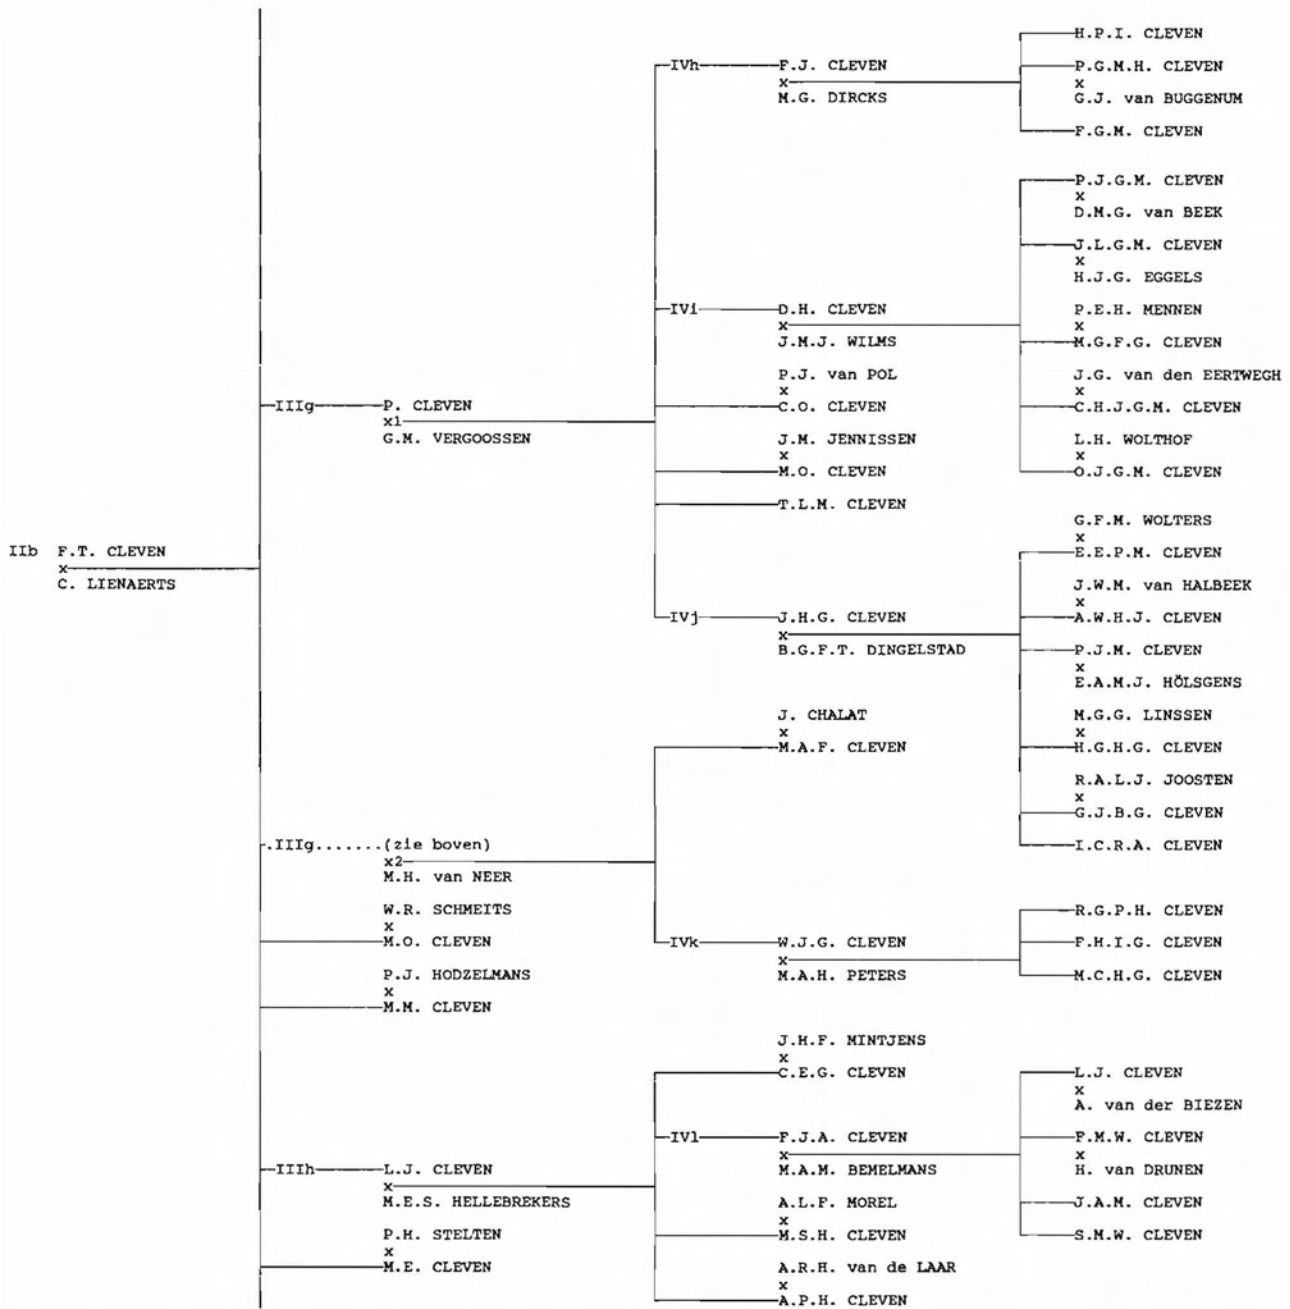 H.P.I. CLEVEN
IVh F.J. CLEVEN P.G.M.H. CLEVEN
x x
M.G. DIRCKS G.J. van BUGGENUM
F.G.M. CLEVEN
P.J.G.M. CLEVEN
x
D.M.G. van BEEK
J.L.G.M. CLEVEN
x
H.J.G. EGGELS
IVi D.H. CLEVEN P.E.H. MENNEN
x x
J.M.J. WILMS M.G.F.G. CLEVEN
P.J. van POL J.G. van den EERTWEGH
x x
IIIg P. CLEVEN C.O. CLEVEN C.H.J.G.M. CLEVEN
x1
G.M. VERGOOSSEN J.M. JENNISSEN L.H. WOLTHOF
x x
M.O. CLEVEN O.J.G.M. CLEVEN
T.L.M. CLEVEN
G.F.M. WOLTERS
x
IIb F.T. CLEVEN E.E.P.M. CLEVEN
x
C. LIENAERTS J.W.M. van HALBEEK
x
IVj J.H.G. CLEVEN A.W.H.J. CLEVEN
x
B.G.F.T. DINGELSTAD P.J.M. CLEVEN
x
E.A.M.J. HÖLSGENS
J. CHALAT M.G.G. LINSSEN
x x
M.A.F. CLEVEN H.G.H.G. CLEVEN
R.A.L.J. JOOSTEN
x
G.J.B.G. CLEVEN
.IIIg.......(zie boven) I.C.R.A. CLEVEN
x2
M.H. van NEER
W.R. SCHMEITS R.G.P.H. CLEVEN
x
M.O. CLEVEN IVk W.J.G. CLEVEN F.H.I.G. CLEVEN
x
P.J. HODZELMANS M.A.H. PETERS M.C.H.G. CLEVEN
x
M.M. CLEVEN
J.H.F. MINTJENS
x
C.E.G. CLEVEN L.J. CLEVEN
x
A. van der BIEZEN
IVl F.J.A. CLEVEN F.M.W. CLEVEN
x x
IIIh L.J. CLEVEN M.A.M. BEMELMANS H. van DRUNEN
x
M.E.S. HELLEBREKERS A.L.F. MOREL J.A.M. CLEVEN
x
P.H. STELTEN M.S.H. CLEVEN S.M.W. CLEVEN
x
M.E. CLEVEN A.R.H. van de LAAR
x
A.P.H. CLEVEN